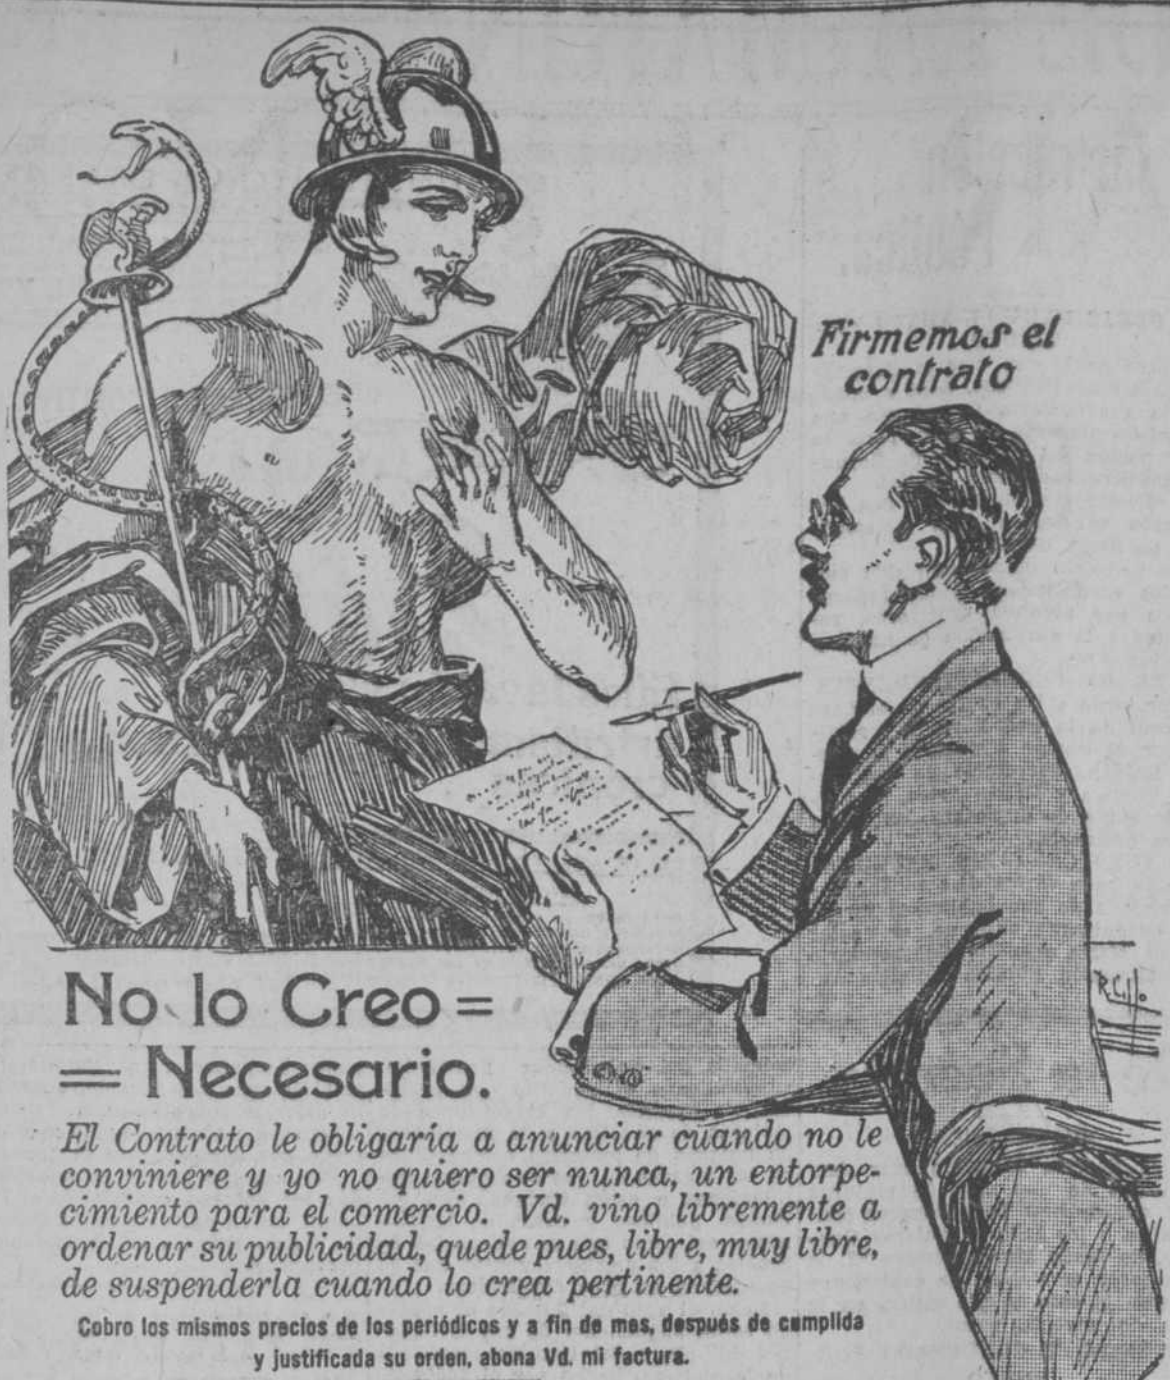 Firmemos el
contrato
No lo Creo =
= Necesario.
El Contrato le obligaría a anunciar cuando no le
conviniere y yo no quiero ser nunca, un entorpe-
cimiento para el comercio. Vd. vino libremente a
ordenar su publicidad, quede pues, libre, muy libre,
de suspenderla cuando lo crea pertinente.
Cobro los mismos precios de los periódicos y a fin de mes, después de cumplida
y justificada su orden, abona Vd. mi factura.